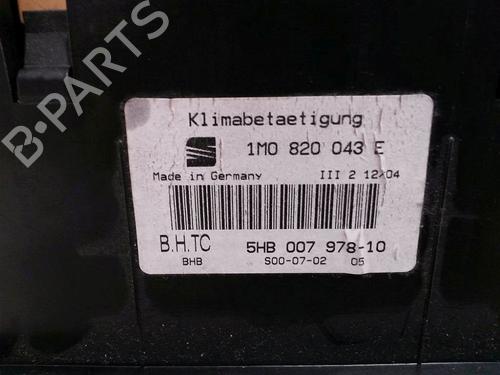 Klimabetaetigung
1M0 820 043 E
Made in Germany III 2 12/04
B.H.TC 5HB 007 978-10
BHB S00-07-02 05